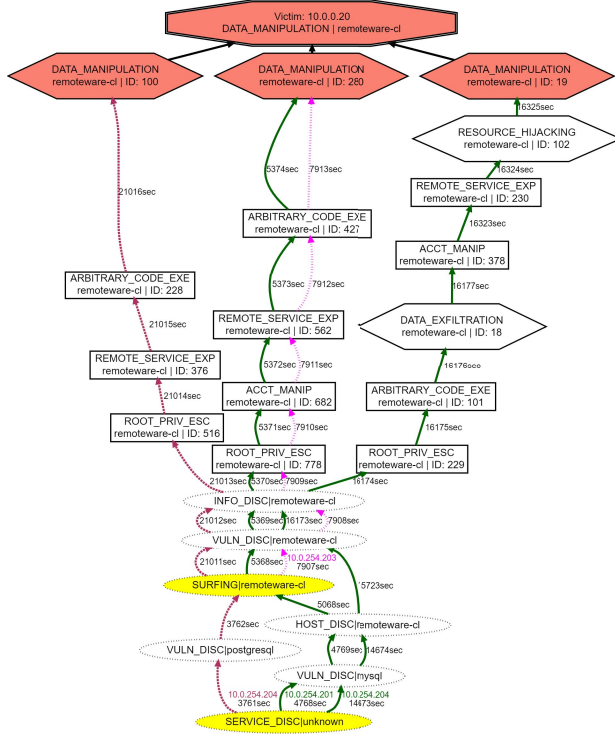 Victim: 10.0.0.20
DATA_MANIPULATION | remoteware-cl
DATA_MANIPULATION
remoteware-cl | ID: 100
DATA_MANIPULATION
remoteware-cl | ID: 280
DATA_MANIPULATION
remoteware-cl | ID: 19
16325sec
RESOURCE_HIJACKING
remoteware-cl | ID: 102
5374sec
7913sec
16324sec
21016sec
REMOTE_SERVICE_EXP
remoteware-cl | ID: 230
ARBITRARY_CODE_EXE
remoteware-cl | ID: 427
16323sec
ACCT_MANIP
remoteware-cl | ID: 378
ARBITRARY_CODE_EXE
remoteware-cl | ID: 228
5373sec
7912sec
16177sec
REMOTE_SERVICE_EXP
remoteware-cl | ID: 562
DATA_EXFILTRATION
remoteware-cl | ID: 18
21015sec
REMOTE_SERVICE_EXP
remoteware-cl | ID: 376
5372sec
7911sec
16176sec
ACCT_MANIP
remoteware-cl | ID: 682
ARBITRARY_CODE_EXE
remoteware-cl | ID: 101
21014sec
ROOT_PRIV_ESC
remoteware-cl | ID: 516
5371sec
7910sec
16175sec
ROOT_PRIV_ESC
remoteware-cl | ID: 778
ROOT_PRIV_ESC
remoteware-cl | ID: 229
21013sec
5370sec
7909sec
16174sec
INFO_DISC|remoteware-cl
21012sec
5369sec
16173sec
7908sec
VULN_DISC|remoteware-cl
21011sec
5368sec
10.0.254.203
7907sec
SURFING|remoteware-cl
15723sec
5068sec
3762sec
HOST_DISC|remoteware-cl
VULN_DISC|postgresql
4769sec
14674sec
VULN_DISC|mysql
10.0.254.204
3761sec
10.0.254.201
4768sec
10.0.254.204
14473sec
SERVICE_DISC|unknown